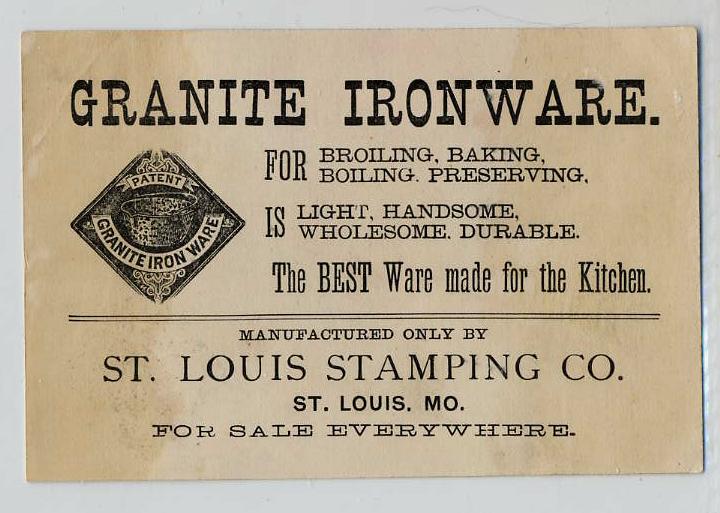 GRANITE IRONWARE.
PATENT
GRANITE IRON WARE
FOR BROILING, BAKING,
BOILING. PRESERVING,
IS LIGHT, HANDSOME,
WHOLESOME. DURABLE.
The BEST Ware made for the Kitchen.
MANUFACTURED ONLY BY
ST. LOUIS STAMPING CO.
ST. LOUIS. MO.
FOR SALE EVERYWHERE.